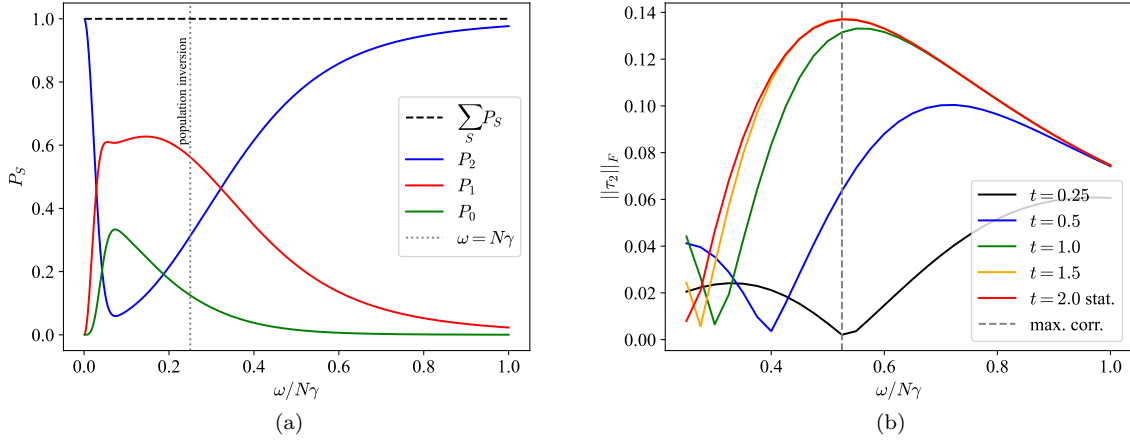 1.0
0.8
0.6
0.4
0.2
0.0
P_S
population inversion
∑_S P_S
P_2
P_1
P_0
ω = Nγ
0.0 0.2 0.4 0.6 0.8 1.0
ω/Nγ
(a)
0.14
0.12
0.10
0.08
0.06
0.04
0.02
0.00
||τ_2||_F
t = 0.25
t = 0.5
t = 1.0
t = 1.5
t = 2.0 stat.
max. corr.
0.4 0.6 0.8 1.0
ω/Nγ
(b)